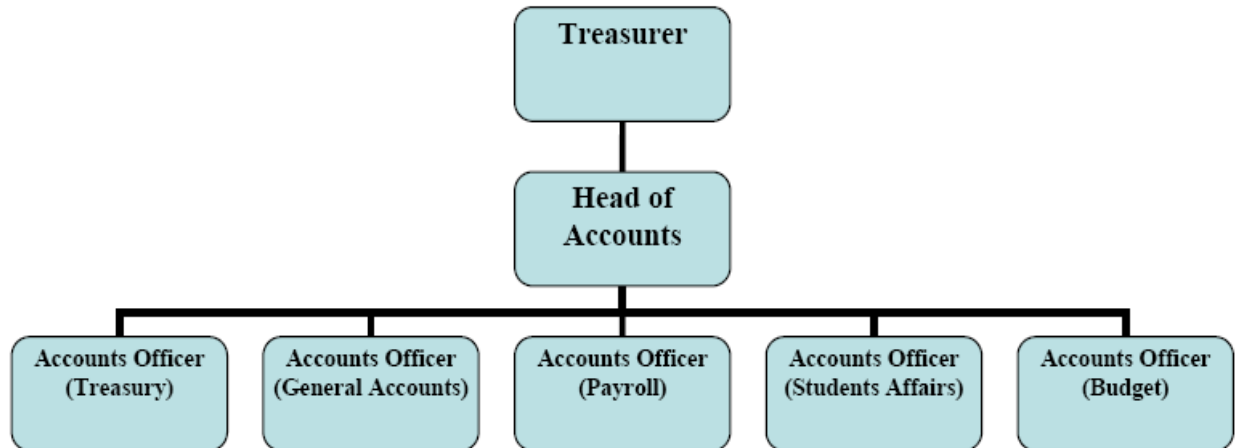 Treasurer
Head of
Accounts
Accounts Officer
(Treasury)
Accounts Officer
(General Accounts)
Accounts Officer
(Payroll)
Accounts Officer
(Students Affairs)
Accounts Officer
(Budget)